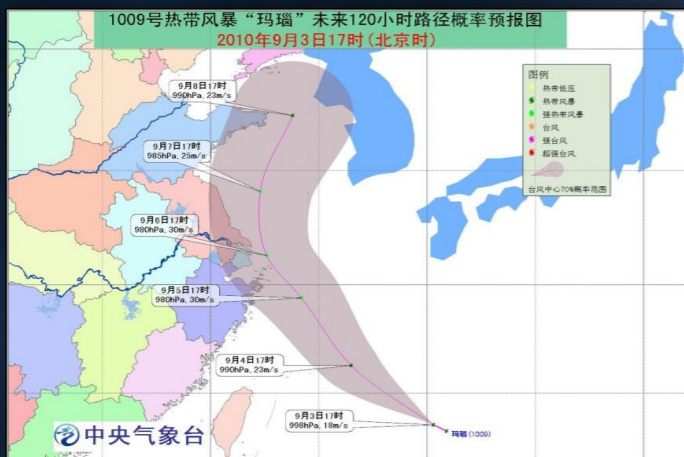 1009号热带风暴“玛瑙”未来120小时路径概率预报图
2010年9月3日17时(北京时)
图例
热带低压
热带风暴
强热带风暴
台风
强台风
超强台风
台风中心70%概率范围
9月8日17时
990hPa,23m/s
9月7日17时
985hPa,25m/s
9月6日17时
980hPa,30m/s
9月5日17时
980hPa,30m/s
9月4日17时
990hPa,23m/s
9月3日17时
998hPa,18m/s
玛瑙(1009)
中央气象台